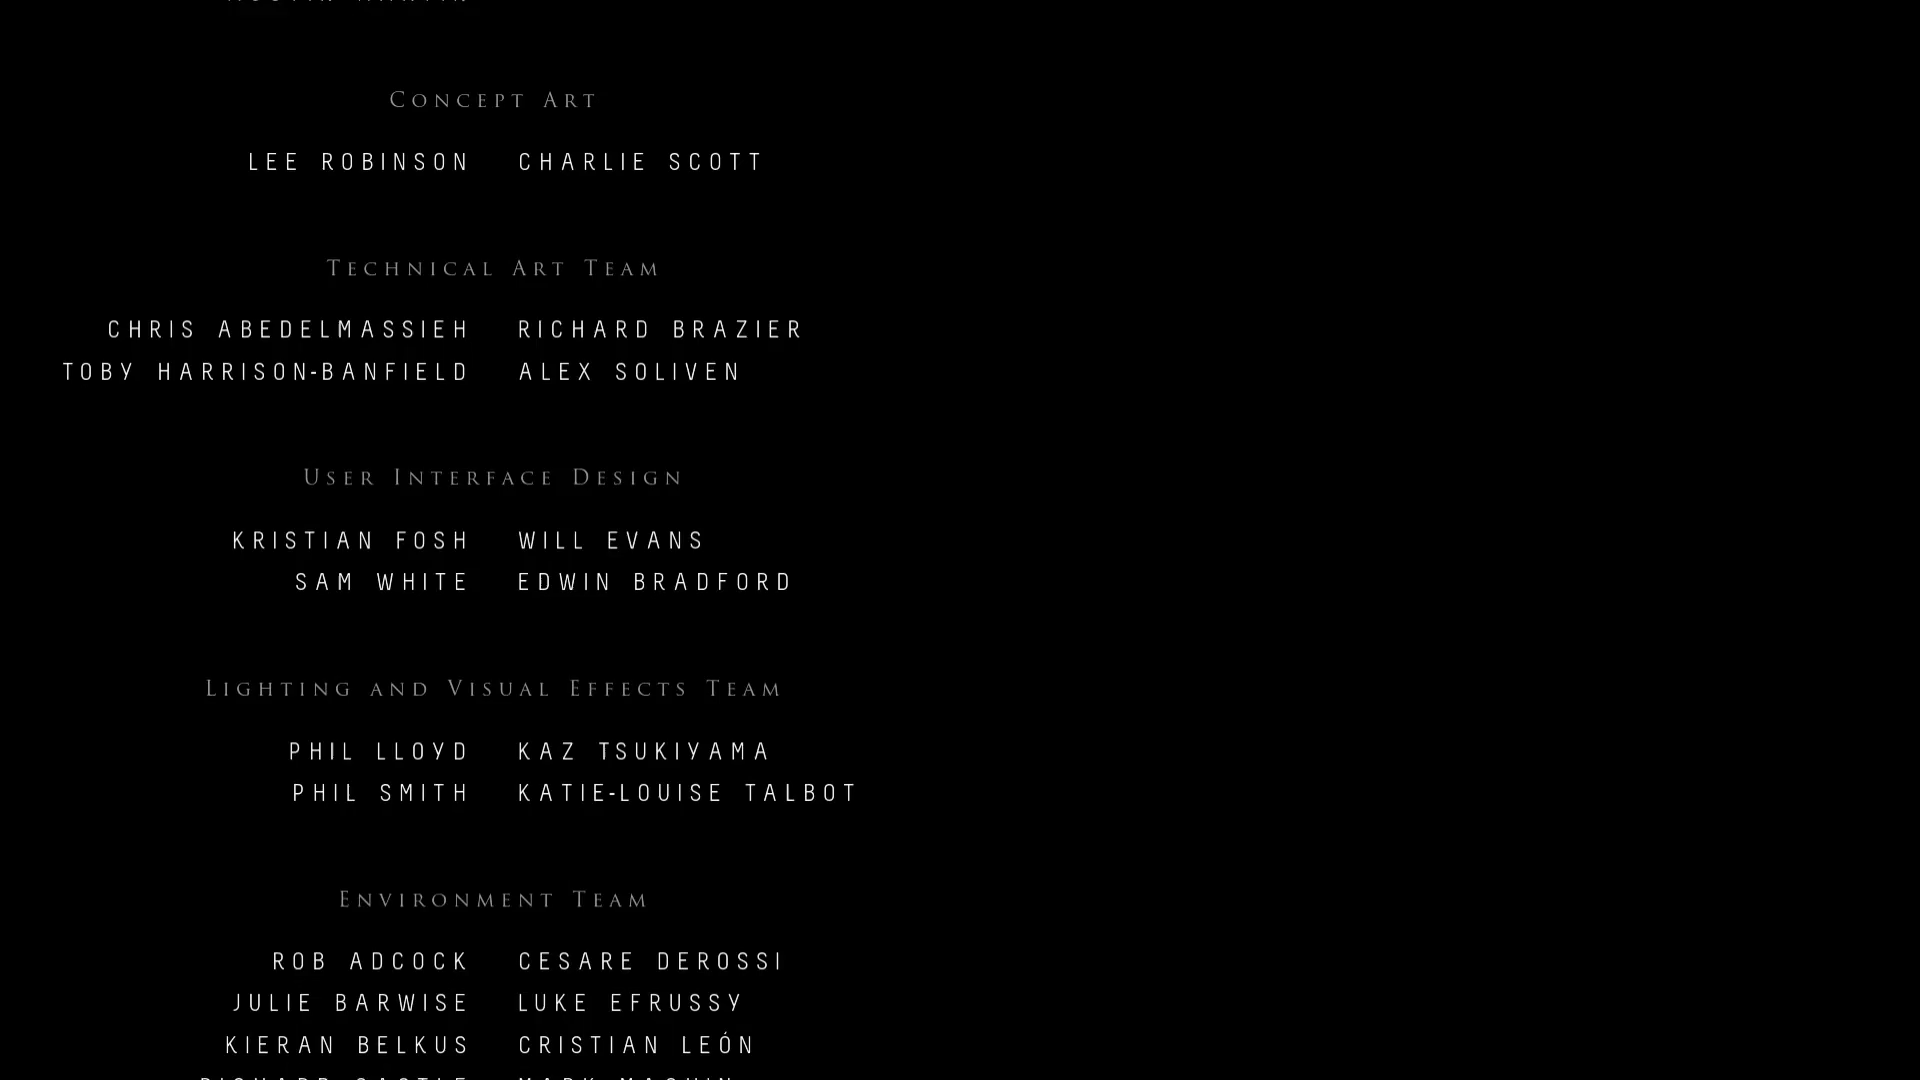 Concept Art
LEE ROBINSON CHARLIE SCOTT
Technical Art Team
CHRIS ABEDELMASSIEH RICHARD BRAZIER
TOBY HARRISON-BANFIELD ALEX SOLIVEN
User Interface Design
KRISTIAN FOSH WILL EVANS
SAM WHITE EDWIN BRADFORD
Lighting and Visual Effects Team
PHIL LLOYD KAZ TSUKIYAMA
PHIL SMITH KATIE-LOUISE TALBOT
Environment Team
ROB ADCOCK CESARE DEROSSI
JULIE BARWISE LUKE EFRUSSY
KIERAN BELKUS CRISTIAN LEÓN